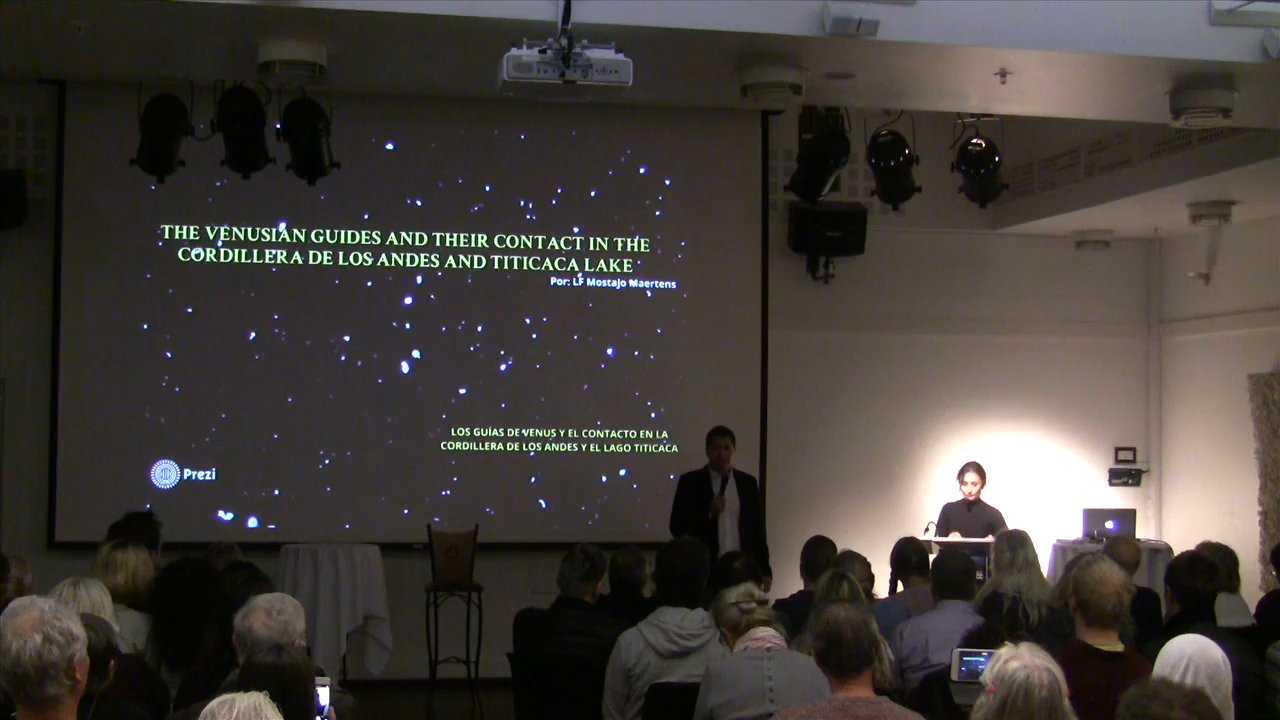 THE VENUSIAN GUIDES AND THEIR CONTACT IN THE
CORDILLERA DE LOS ANDES AND TITICACA LAKE
Por: LF Mostajo Maertens
LOS GUÍAS DE VENUS Y EL CONTACTO EN LA
CORDILLERA DE LOS ANDES Y EL LAGO TITICACA
Prezi